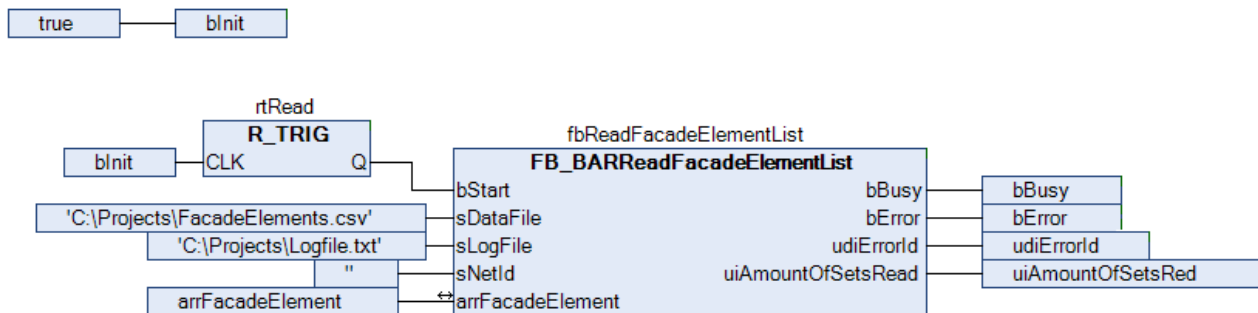 true bInit
rtRead
R_TRIG fbReadFacadeElementList
bInit CLK Q FB_BARReadFacadeElementList
bStart bBusy bBusy
'C:\Projects\FacadeElements.csv' sDataFile bError bError
'C:\Projects\Logfile.txt' sLogFile udiErrorId udiErrorId
'' sNetId uiAmountOfSetsRead uiAmountOfSetsRed
arrFacadeElement arrFacadeElement